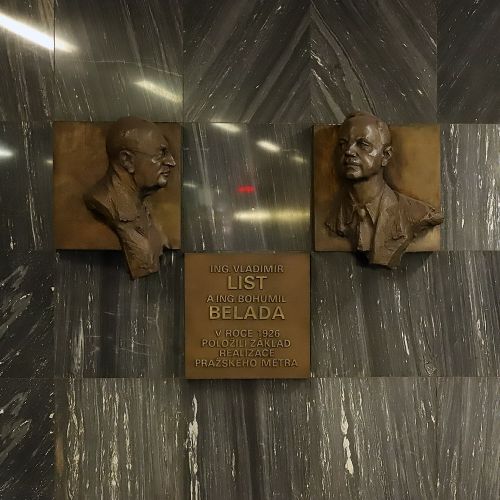 ING VLADIMÍR
LIST
A ING BOHUMIL
BELADA
V ROCE 1926
POLOŽILI ZÁKLAD
REALIZACE
PRAŽSKÉHO METRA